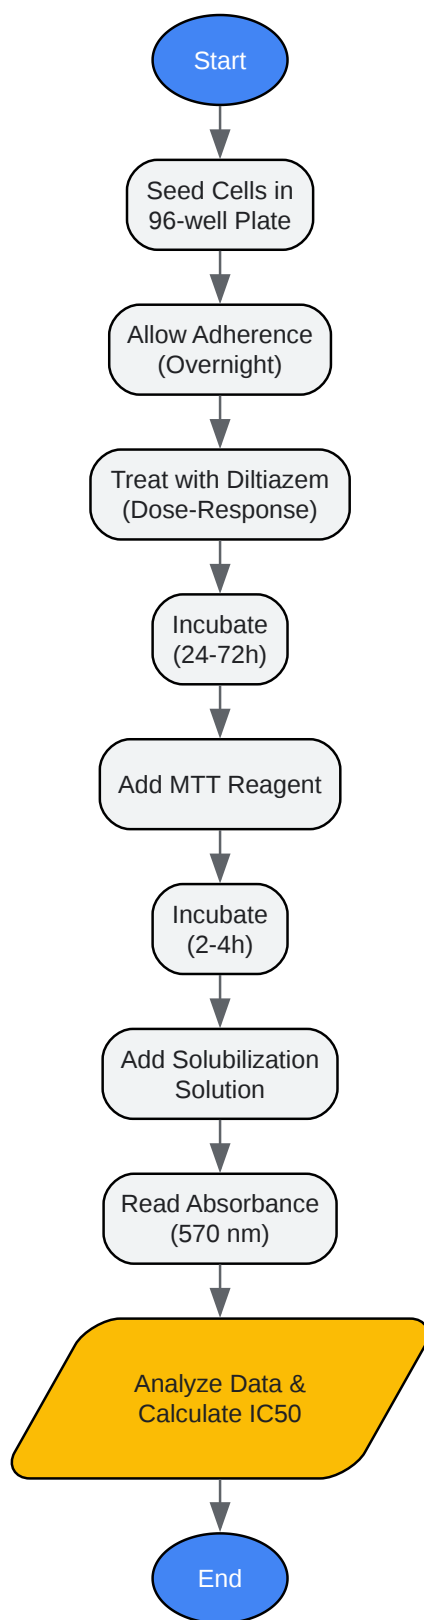 Start
Seed Cells in
96-well Plate
Allow Adherence
(Overnight)
Treat with Diltiazem
(Dose-Response)
Incubate
(24-72h)
Add MTT Reagent
Incubate
(2-4h)
Add Solubilization
Solution
Read Absorbance
(570 nm)
Analyze Data &
Calculate IC50
End